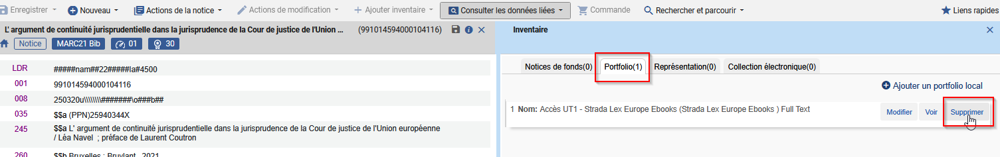 Enregistrer Nouveau Actions de la notice Actions de modification Ajouter inventaire Consulter les données liées Commande Rechercher et parcourir Liens rapides
L' argument de continuité jurisprudentielle dans la jurisprudence de la Cour de justice de l'Union ... (991014594000104116)
Notice MARC21 Bib 01 30
LDR #####nam##22#####la#4500
001 991014594000104116
008 250320u\\\\\\\\#######\o###b##
035 $$a (PPN)25940344X
245 $$a L' argument de continuité jurisprudentielle dans la jurisprudence de la Cour de justice de l'Union européenne
/ Léa Navel ; préface de Laurent Coutron
260 $$b Bruxelles : Bruylant, 2021
Inventaire
Notices de fonds(0) Portfolio(1) Représentation(0) Collection électronique(0)
Ajouter un portfolio local
1 Nom: Accès UT1 - Strada Lex Europe Ebooks (Strada Lex Europe Ebooks ) Full Text
Modifier Voir Supprimer